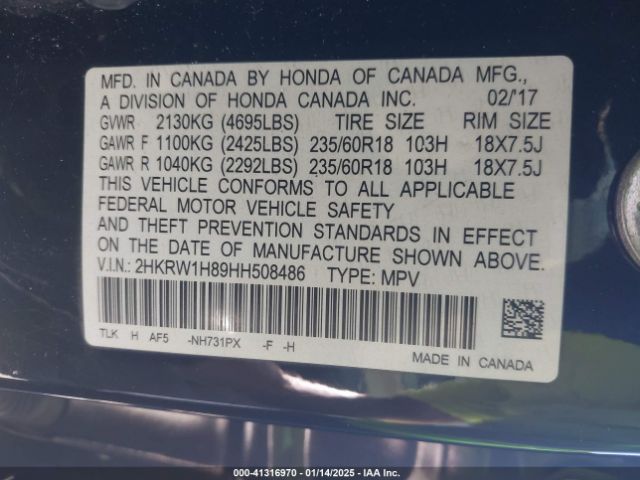 MFD. IN CANADA BY HONDA OF CANADA MFG.,
A DIVISION OF HONDA CANADA INC. 02/'17
GVWR 2130KG (4695LBS) TIRE SIZE RIM SIZE
GAWR F 1100KG (2425LBS) 235/60R18 103H 18X7.5J
GAWR R 1040KG (2292LBS) 235/60R18 103H 18X7.5J
THIS VEHICLE CONFORMS TO ALL APPLICABLE
FEDERAL MOTOR VEHICLE SAFETY
AND THEFT PREVENTION STANDARDS IN EFFECT
ON THE DATE OF MANUFACTURE SHOWN ABOVE.
V.I.N.: 2HKRW1H89HH508486 TYPE: MPV
TLK H AF5 -NH731PX -F -H
MADE IN CANADA
000-41316970 - 01/14/2025 - IAA Inc.